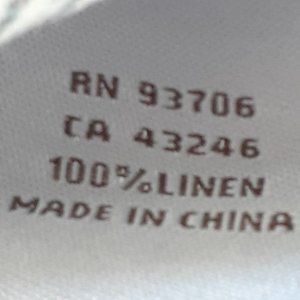 RN 93706
CA 43246
100%LINEN
MADE IN CHINA